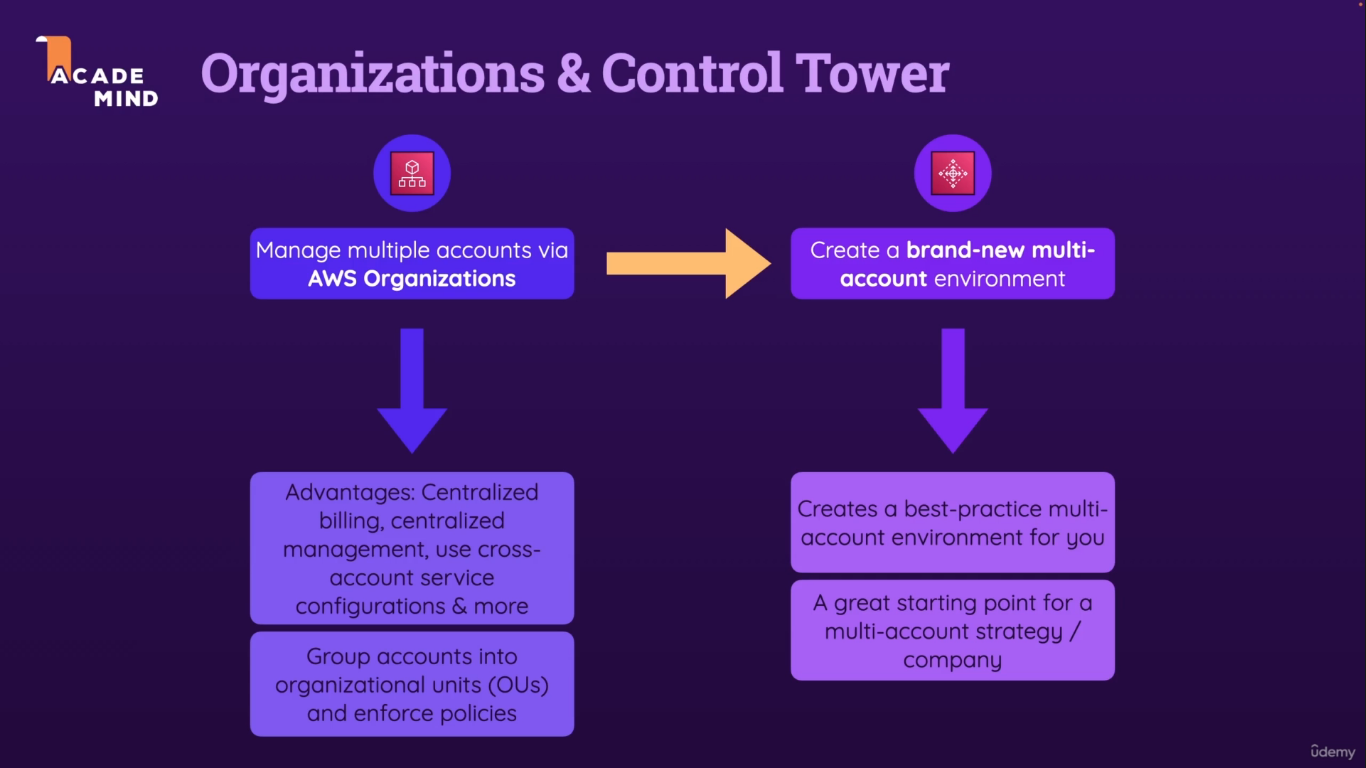 ACADE
MIND
Organizations & Control Tower
Manage multiple accounts via
AWS Organizations
Create a brand-new multi-
account environment
Advantages: Centralized
billing, centralized
management, use cross-
account service
configurations & more
Group accounts into
organizational units (OUs)
and enforce policies
Creates a best-practice multi-
account environment for you
A great starting point for a
multi-account strategy /
company
ûdemy